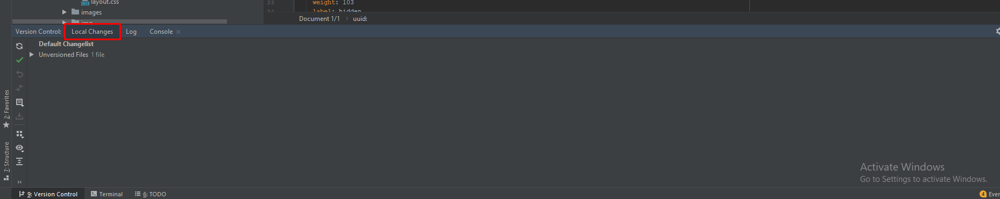 layout.css
images
img
33 weight: 103
34 label: hidden
Document 1/1 › uuid:
Version Control: Local Changes Log Console ×
Default Changelist
Unversioned Files 1 file
2: Favorites
7: Structure
Activate Windows
Go to Settings to activate Windows.
»
9: Version Control Terminal 6: TODO
4 Even